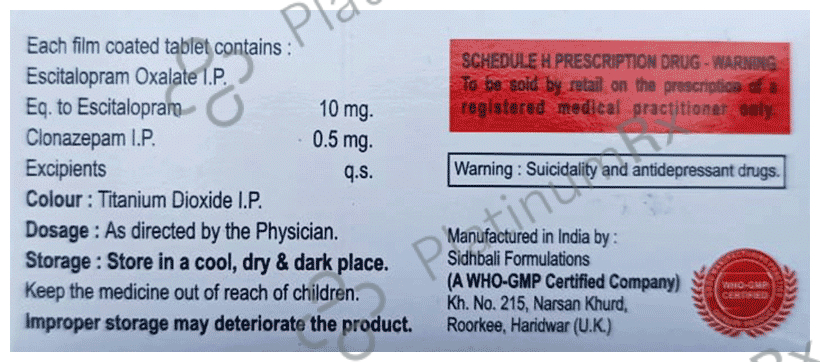 Each film coated tablet contains :
Escitalopram Oxalate I.P.
Eq. to Escitalopram 10 mg.
Clonazepam I.P. 0.5 mg.
Excipients q.s.
Colour : Titanium Dioxide I.P.
Dosage : As directed by the Physician.
Storage : Store in a cool, dry & dark place.
Keep the medicine out of reach of children.
Improper storage may deteriorate the product.
SCHEDULE H PRESCRIPTION DRUG - WARNING
To be sold by retail on the prescription of a
registered medical practitioner only.
Warning : Suicidality and antidepressant drugs.
Manufactured in India by :
Sidhbali Formulations
(A WHO-GMP Certified Company)
Kh. No. 215, Narsan Khurd,
Roorkee, Haridwar (U.K.)
WHO-GMP
CERTIFIED
PlatinumRx